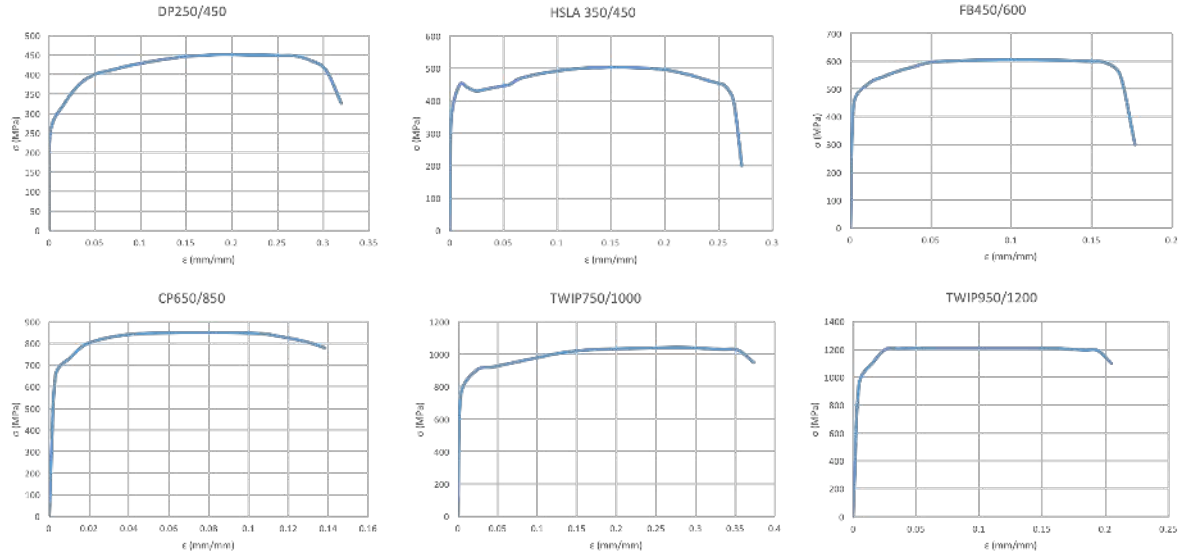 DP250/450
σ (MPa)
500
450
400
350
300
250
200
150
100
50
0
0 0.05 0.1 0.15 0.2 0.25 0.3 0.35
ε (mm/mm)
HSLA 350/450
σ (MPa)
600
500
400
300
200
100
0
0 0.05 0.1 0.15 0.2 0.25 0.3
ε (mm/mm)
FB450/600
σ (MPa)
700
600
500
400
300
200
100
0
0 0.05 0.1 0.15 0.2
ε (mm/mm)
CP650/850
σ (MPa)
900
800
700
600
500
400
300
200
100
0
0 0.02 0.04 0.06 0.08 0.1 0.12 0.14 0.16
ε (mm/mm)
TWIP750/1000
σ (MPa)
1200
1000
800
600
400
200
0
0 0.05 0.1 0.15 0.2 0.25 0.3 0.35 0.4
ε (mm/mm)
TWIP950/1200
σ (MPa)
1400
1200
1000
800
600
400
200
0
0 0.05 0.1 0.15 0.2 0.25
ε (mm/mm)